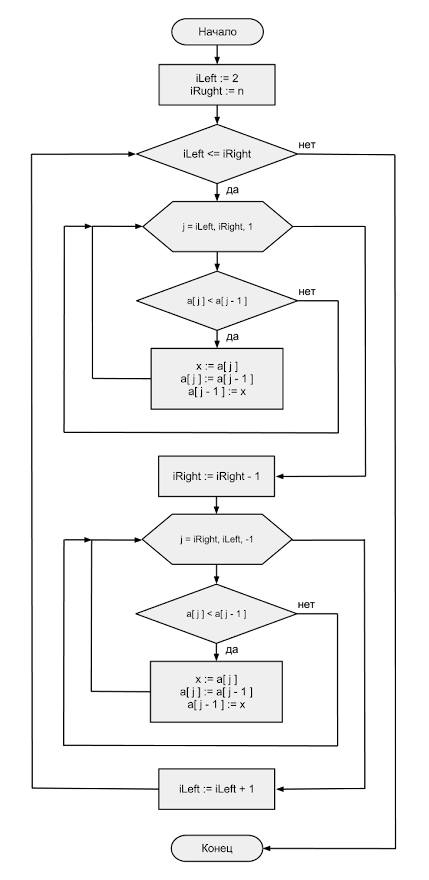 Начало
iLeft := 2
iRught := n
iLeft <= iRight
нет
да
j = iLeft, iRight, 1
a[ j ] < a[ j - 1 ]
нет
да
x := a[ j ]
a[ j ] := a[ j - 1 ]
a[ j - 1 ] := x
iRight := iRight - 1
j = iRight, iLeft, -1
a[ j ] < a[ j - 1 ]
нет
да
x := a[ j ]
a[ j ] := a[ j - 1 ]
a[ j - 1 ] := x
iLeft := iLeft + 1
Конец